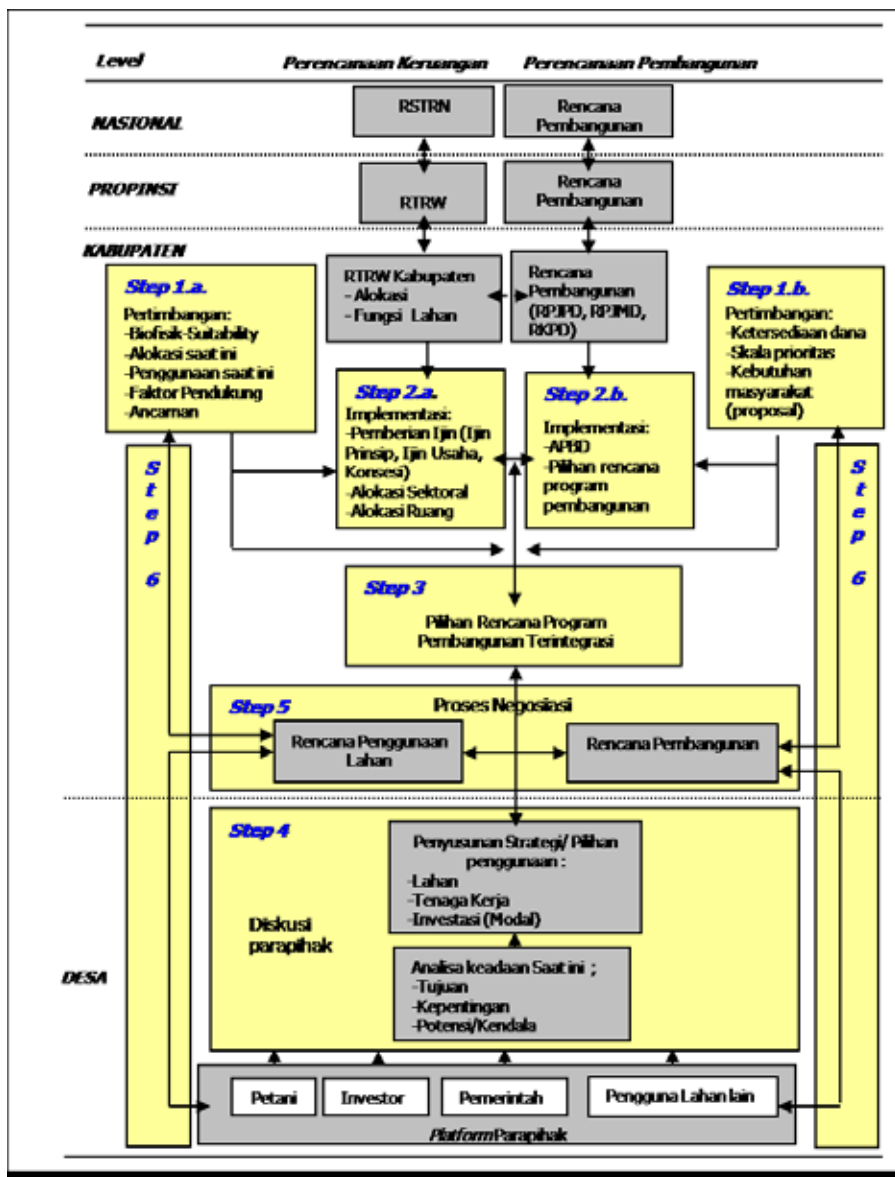 Level
Perencanaan Keruangan
Perencanaan Pembangunan
NASIONAL
RSTRN
Rencana
Pembangunan
PROPINSI
RTRW
Rencana
Pembangunan
KABUPATEN
Step 1.a.
Pertimbangan:
-Biofisik-Suitability
-Alokasi saat ini
-Penggunaan saat ini
-Faktor Pendukung
-Ancaman
RTRW Kabupaten
- Alokasi
- Fungsi Lahan
Rencana
Pembangunan
(RPJPD, RPJMD,
RKPD)
Step 1.b.
Pertimbangan:
-Ketersediaan dana
-Skala prioritas
-Kebutuhan
masyarakat
(proposal)
Step 2.a.
Implementasi:
-Pemberian Ijin (Ijin
Prinsip, Ijin Usaha,
Konsesi)
-Alokasi Sektoral
-Alokasi Ruang
Step 2.b.
Implementasi:
-APBD
-Pilihan rencana
program
pembangunan
Step 6
Step 6
Step 3
Pilihan Rencana Program
Pembangunan Terintegrasi
Step 5
Proses Negosiasi
Rencana Penggunaan
Lahan
Rencana Pembangunan
DESA
Step 4
Diskusi
parapihak
Penyusunan Strategi/ Pilihan
penggunaan :
-Lahan
-Tenaga Kerja
-Investasi (Modal)
Analisa keadaan Saat ini ;
-Tujuan
-Kepentingan
-Potensi/Kendala
Petani
Investor
Pemerintah
Pengguna Lahan lain
Platform Parapihak